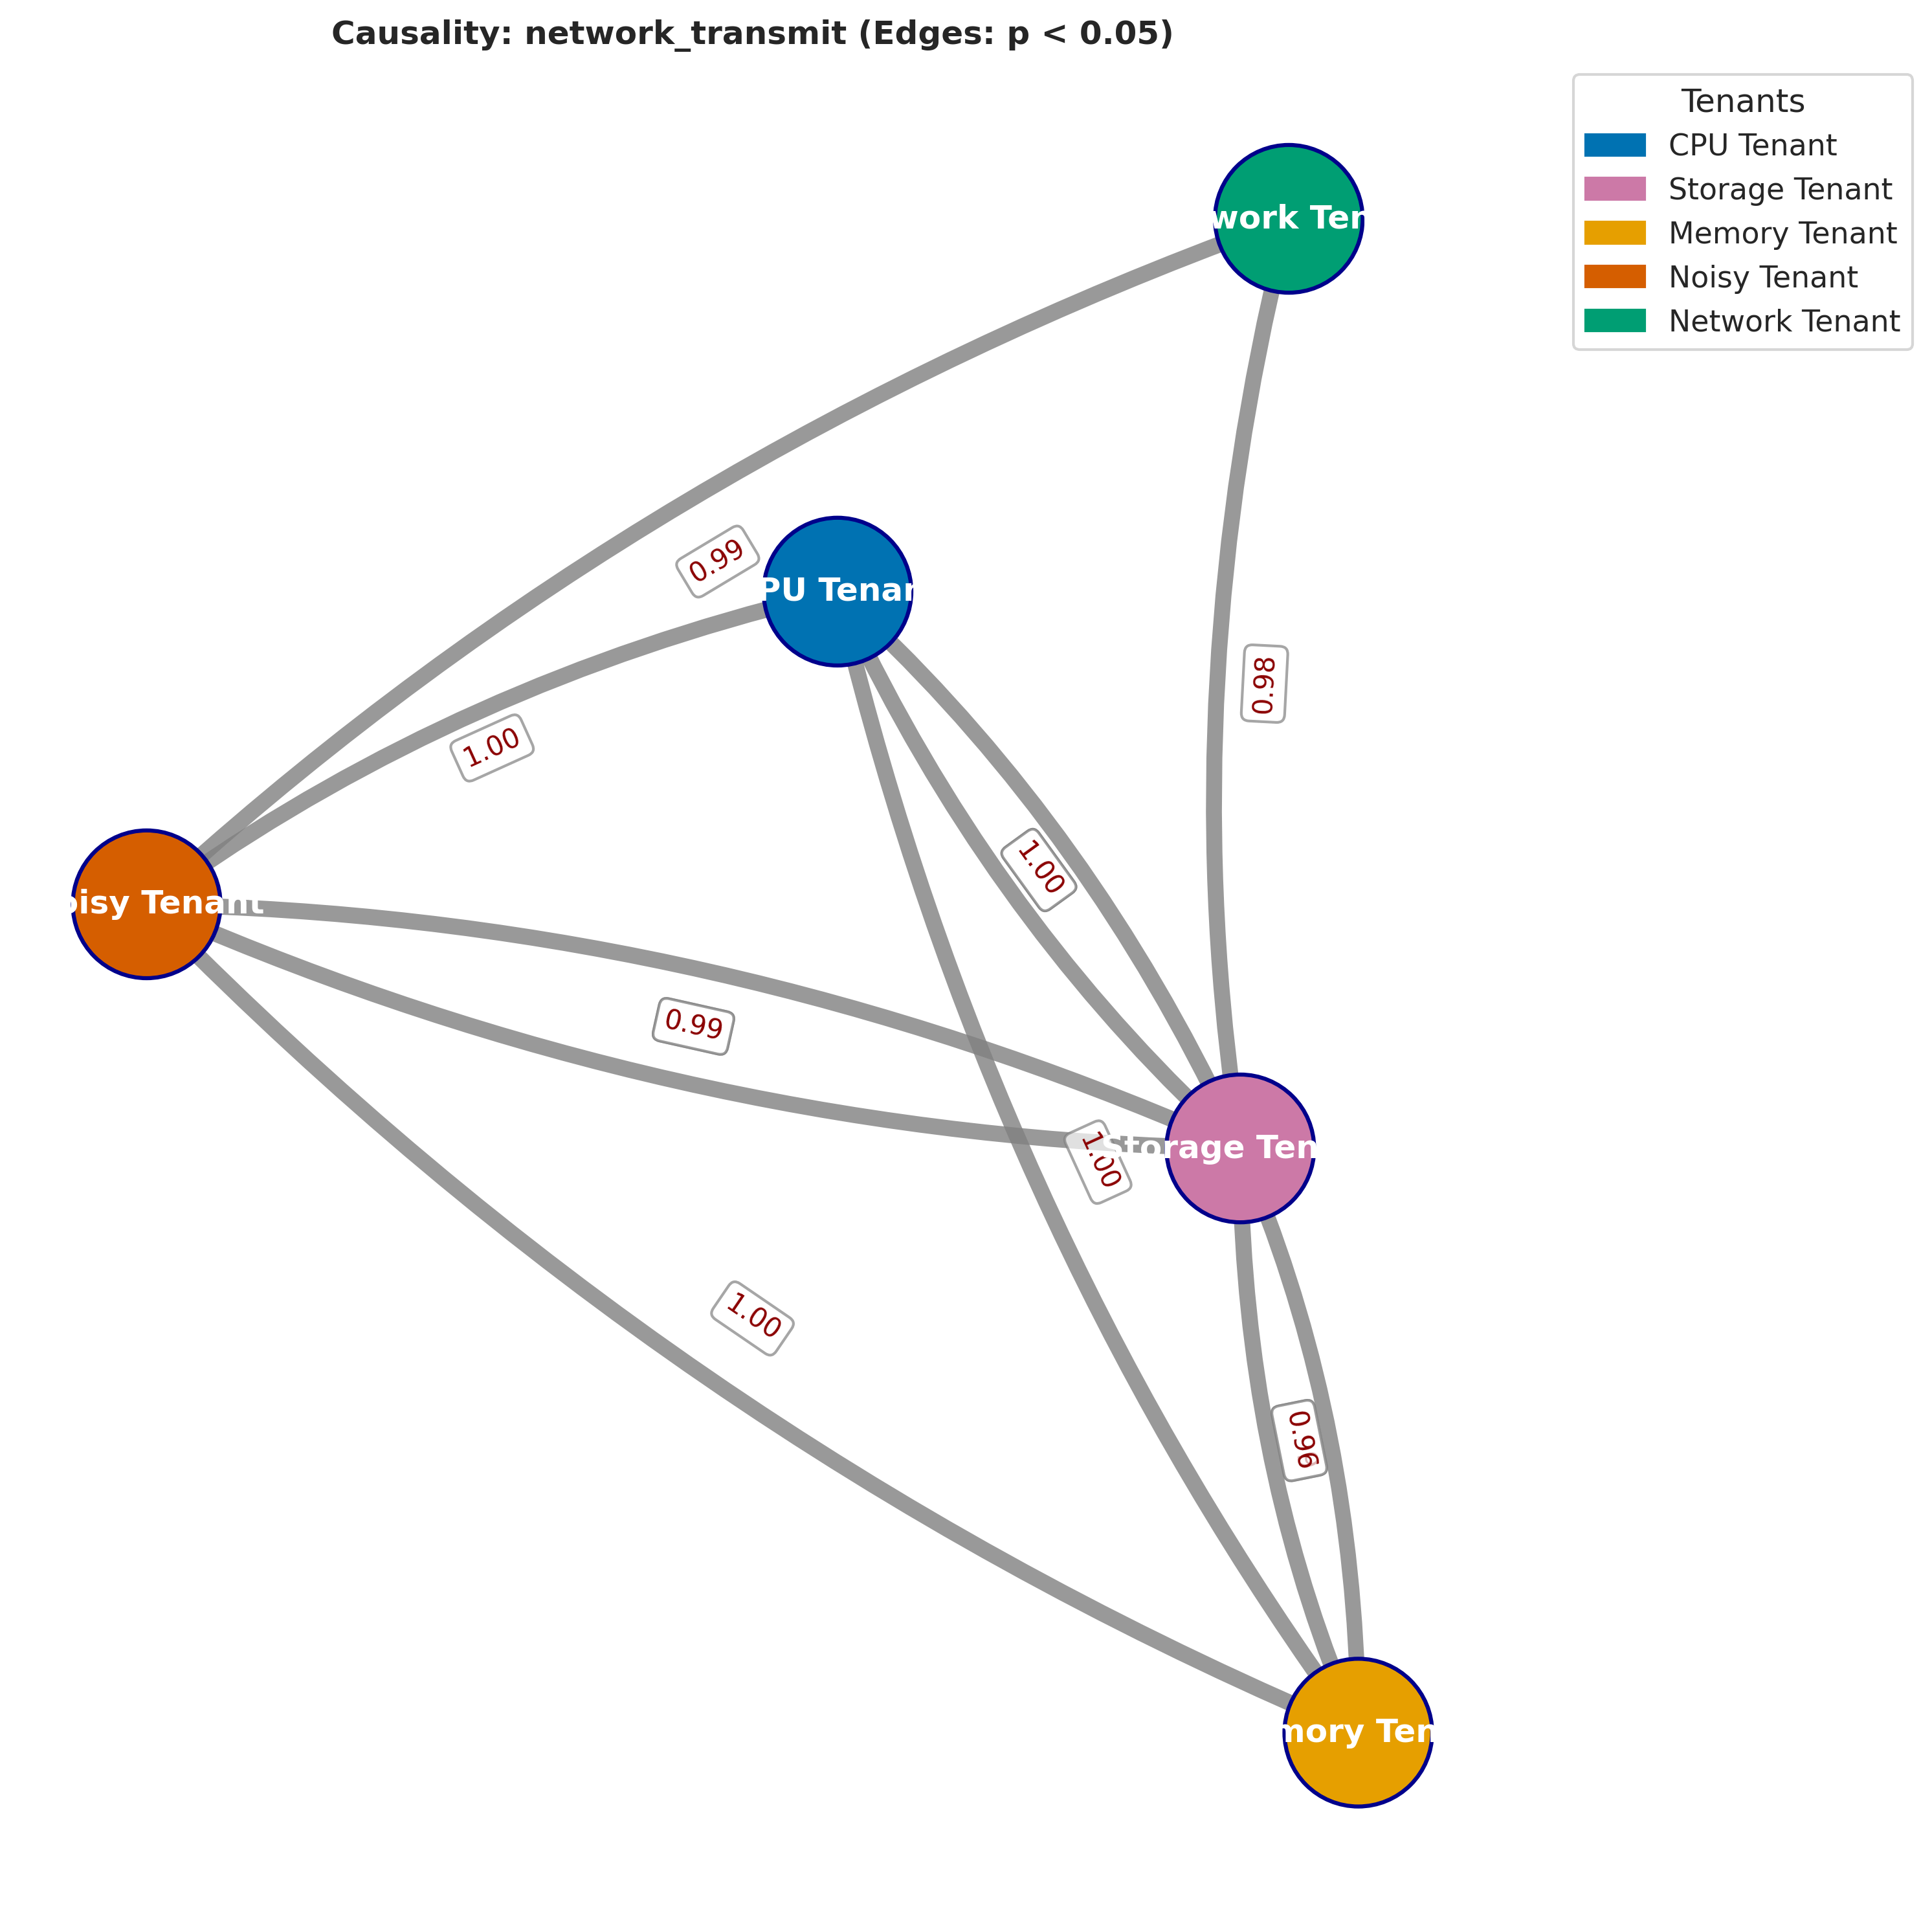 Causality: network_transmit (Edges: p < 0.05)
Tenants
CPU Tenant
Storage Tenant
Memory Tenant
Noisy Tenant
Network Tenant
work Ten
0.99
PU Tenan
0.98
1.00
1.00
oisy Tenant
0.99
1.00
Storage Ten
1.00
0.96
mory Ten